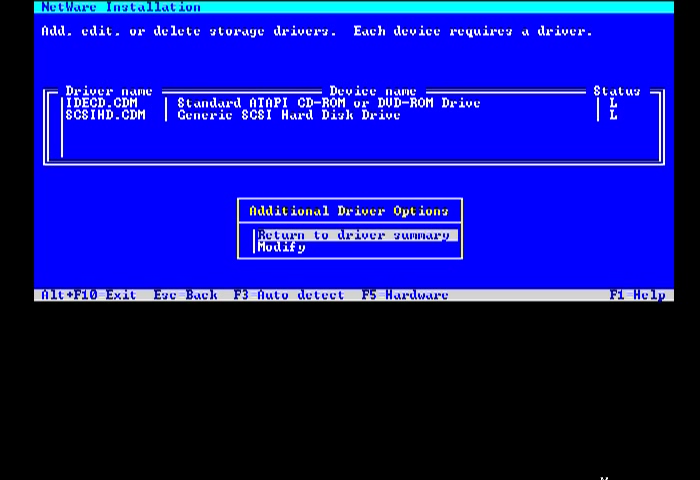 NetWare Installation
Add, edit, or delete storage drivers.  Each device requires a driver.
Driver name   Device name   Status
IDECD.CDM | Standard ATAPI CD-ROM or DVD-ROM Drive | L
SCSIHD.CDM | Generic SCSI Hard Disk Drive | L
Additional Driver Options
Return to driver summary
Modify
Alt+F10 Exit  Esc Back  F3 Auto detect  F5 Hardware  F1 Help